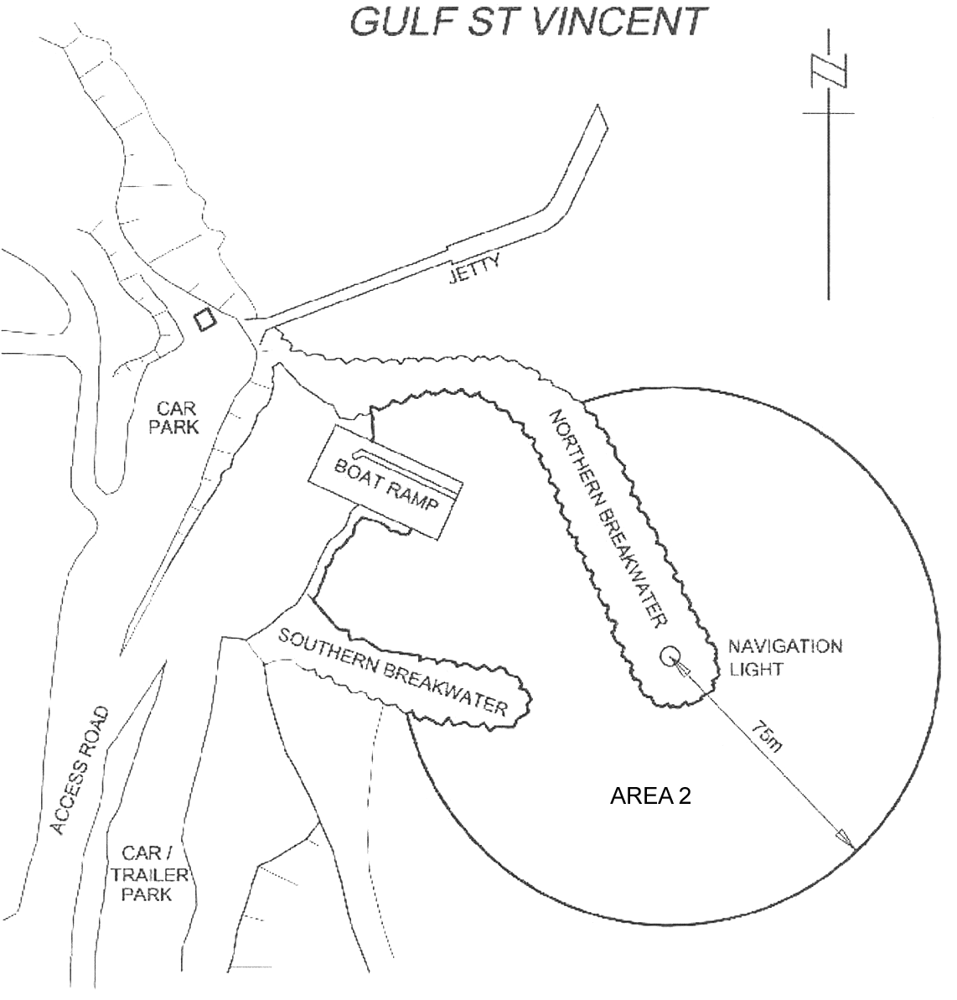 GULF ST VINCENT
N
JETTY
CAR
PARK
BOAT RAMP
NORTHERN BREAKWATER
SOUTHERN BREAKWATER
NAVIGATION
LIGHT
75m
ACCESS ROAD
AREA 2
CAR /
TRAILER
PARK